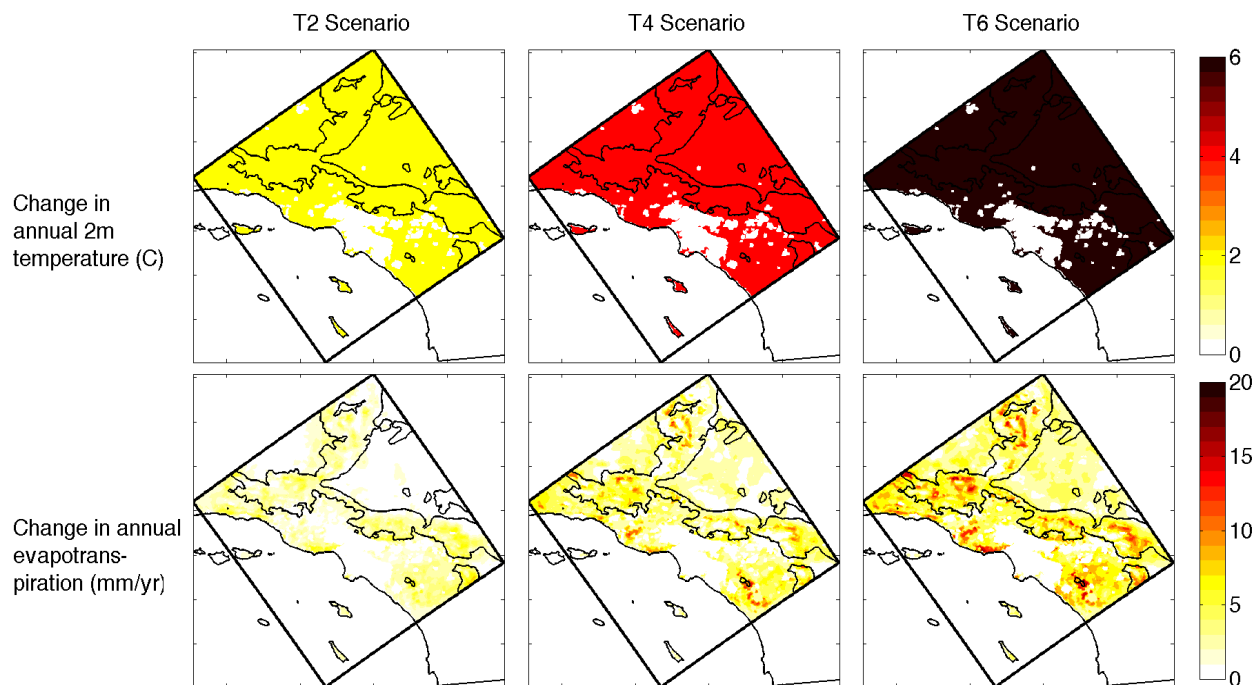 T2 Scenario
T4 Scenario
T6 Scenario
Change in
annual 2m
temperature (C)
6
4
2
0
Change in annual
evapotrans-
piration (mm/yr)
20
15
10
5
0